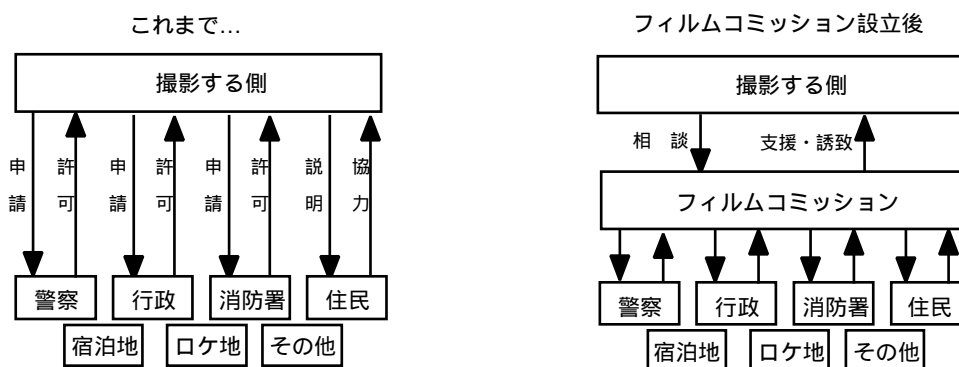 これまで…
撮影する側
申請
許可
申請
許可
申請
許可
説明
協力
警察
行政
消防署
住民
宿泊地
ロケ地
その他
フィルムコミッション設立後
撮影する側
相 談
支援・誘致
フィルムコミッション
警察
行政
消防署
住民
宿泊地
ロケ地
その他